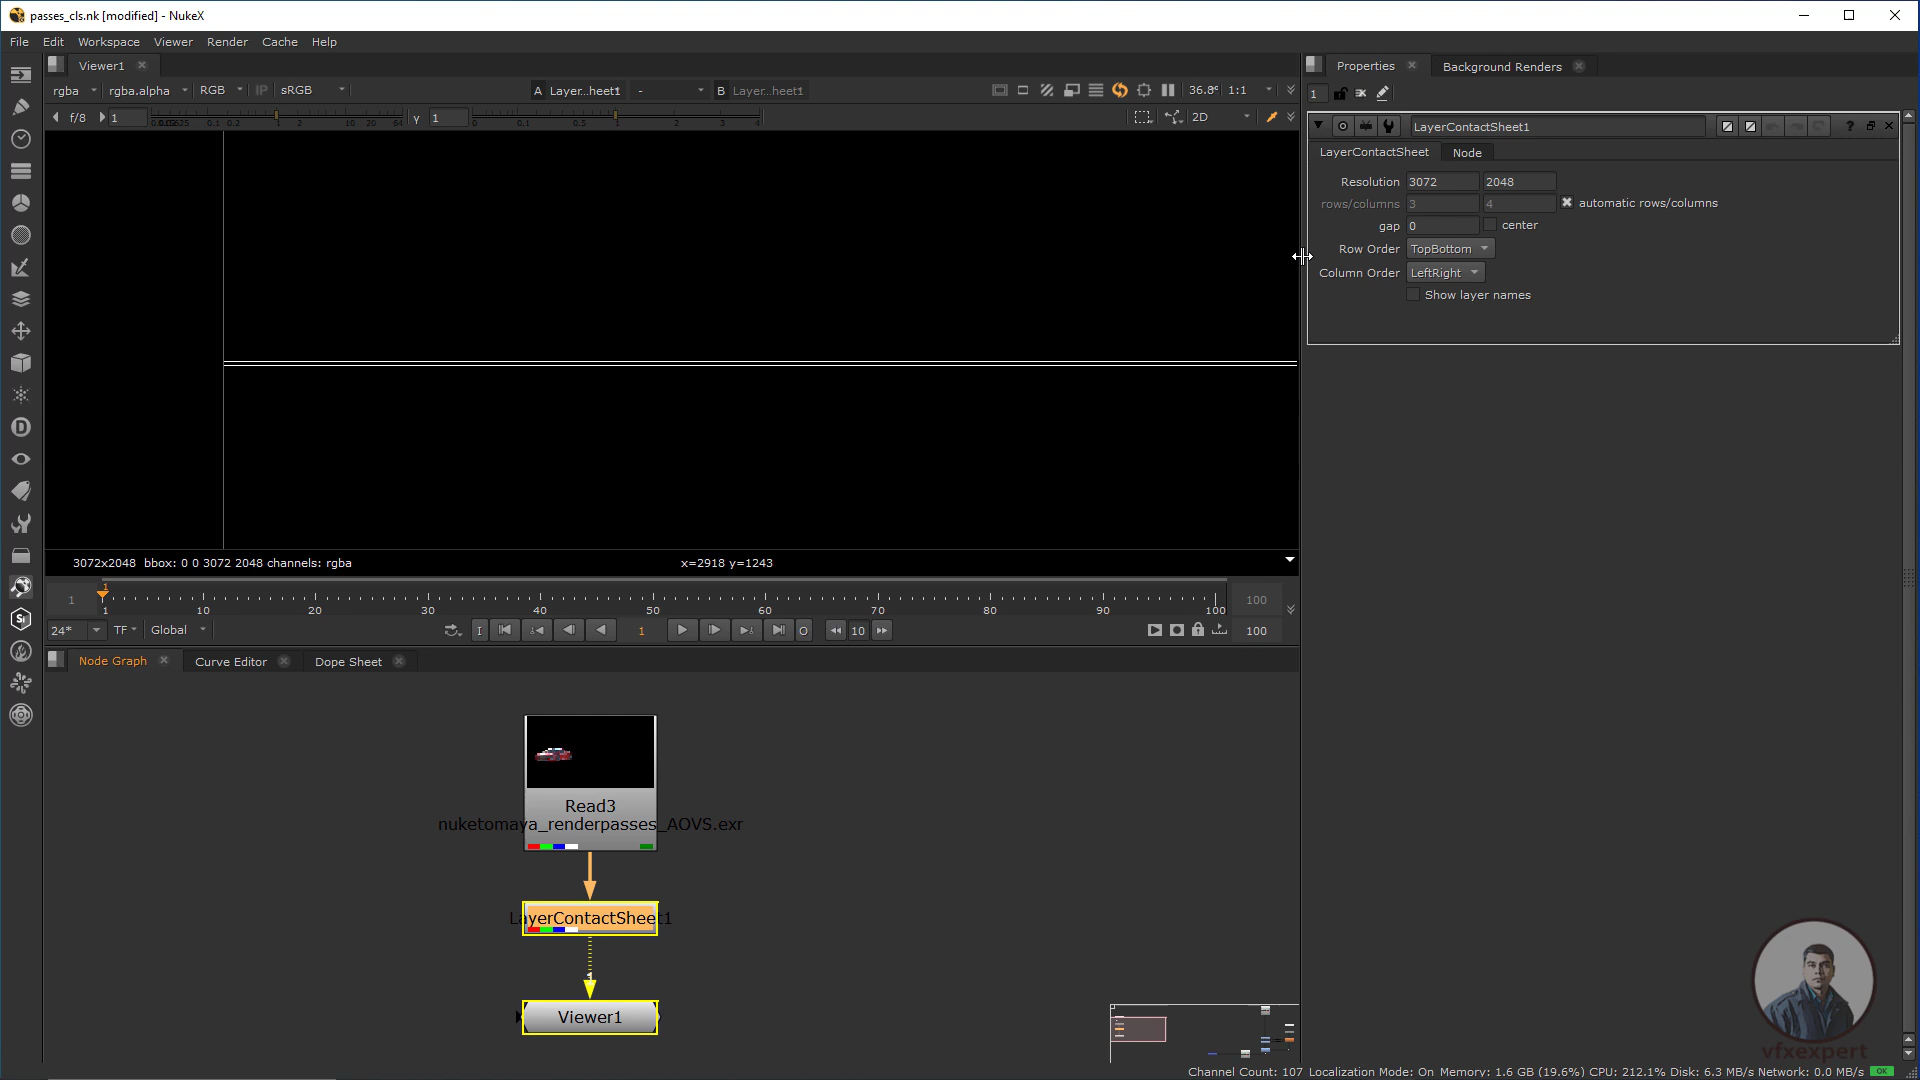 passes_cls.nk [modified] - NukeX
File Edit Workspace Viewer Render Cache Help
Viewer1
Properties
Background Renders
rgba rgba.alpha RGB IP sRGB A Layer..heet1 - B Layer..heet1 36.8% 1:1
1
f/8 1 γ 1 2D
LayerContactSheet1
LayerContactSheet Node
Resolution 3072 2048
rows/columns 3 4 automatic rows/columns
gap 0 center
Row Order TopBottom
Column Order LeftRight
Show layer names
3072x2048 bbox: 0 0 3072 2048 channels: rgba x=2918 y=1243
1 1 10 20 30 40 50 60 70 80 90 100 100
24* TF Global 1 10 100
Node Graph Curve Editor Dope Sheet
Read3
nuketomaya_renderpasses_AOVS.exr
LayerContactSheet1
1
Viewer1
vfxexpert
Channel Count: 107 Localization Mode: On Memory: 1.6 GB (19.6%) CPU: 212.1% Disk: 6.3 MB/s Network: 0.0 MB/s OK